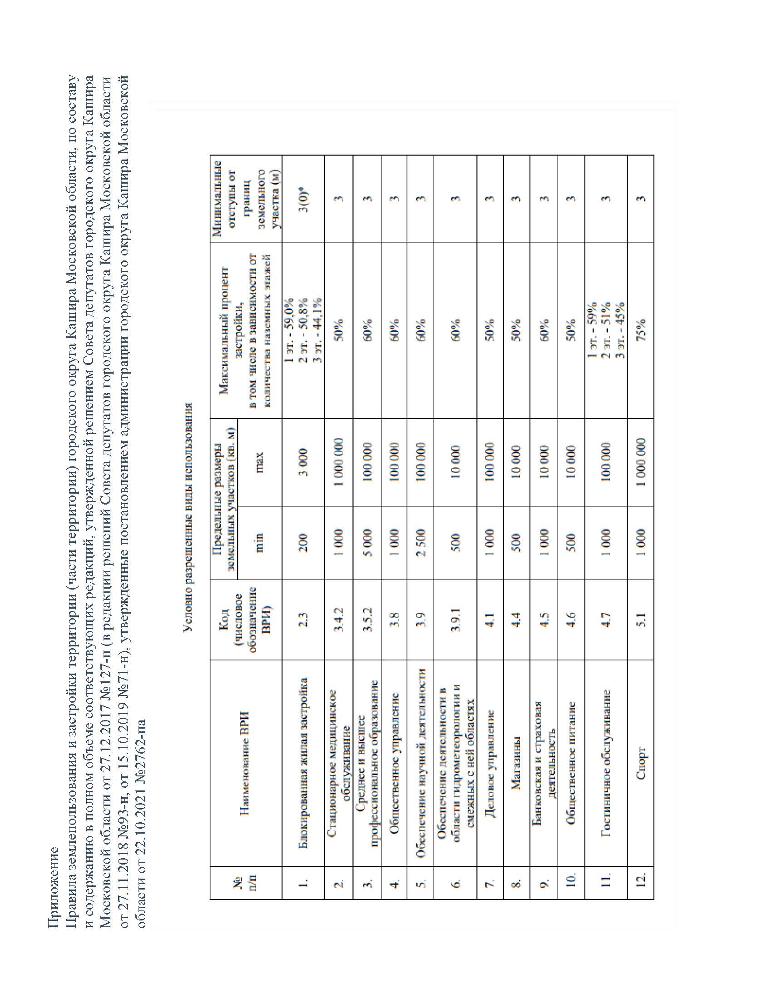 Приложение
Правила землепользования и застройки территории (части территории) городского округа Кашира Московской области, по составу
и содержанию в полном объеме соответствующих редакций, утвержденной решением Совета депутатов городского округа Кашира
Московской области от 27.12.2017 №127-н (в редакции решений Совета депутатов городского округа Кашира Московской области
от 27.11.2018 №93-н, от 15.10.2019 №71-н), утвержденные постановлением администрации городского округа Кашира Московской
области от 22.10.2021 №2762-па
Условно разрешенные виды использования
№
п/п
Наименование ВРИ
Код
(числовое
обозначение
ВРИ)
Предельные размеры
земельных участков (кв. м)
min
max
Максимальный процент
застройки,
в том числе в зависимости от
количества наземных этажей
Минимальные
отступы от
границ
земельного
участка (м)
1. Блокированная жилая застройка 2.3 200 3 000
1 эт. - 59,0%
2 эт. - 50,8%
3 эт. - 44,1%
3(0)*
2. Стационарное медицинское
обслуживание
3.4.2 1 000 1 000 000 50% 3
3. Среднее и высшее
профессиональное образование
3.5.2 5 000 100 000 60% 3
4. Общественное управление 3.8 1 000 100 000 60% 3
5. Обеспечение научной деятельности 3.9 2 500 100 000 60% 3
6. Обеспечение деятельности в
области гидрометеорологии и
смежных с ней областях
3.9.1 500 10 000 60% 3
7. Деловое управление 4.1 1 000 100 000 50% 3
8. Магазины 4.4 500 10 000 50% 3
9. Банковская и страховая
деятельность
4.5 1 000 10 000 60% 3
10. Общественное питание 4.6 500 10 000 50% 3
11. Гостиничное обслуживание 4.7 1 000 100 000
1 эт. - 59%
2 эт. - 51%
3 эт. - 45%
3
12. Спорт 5.1 1 000 1 000 000 75% 3